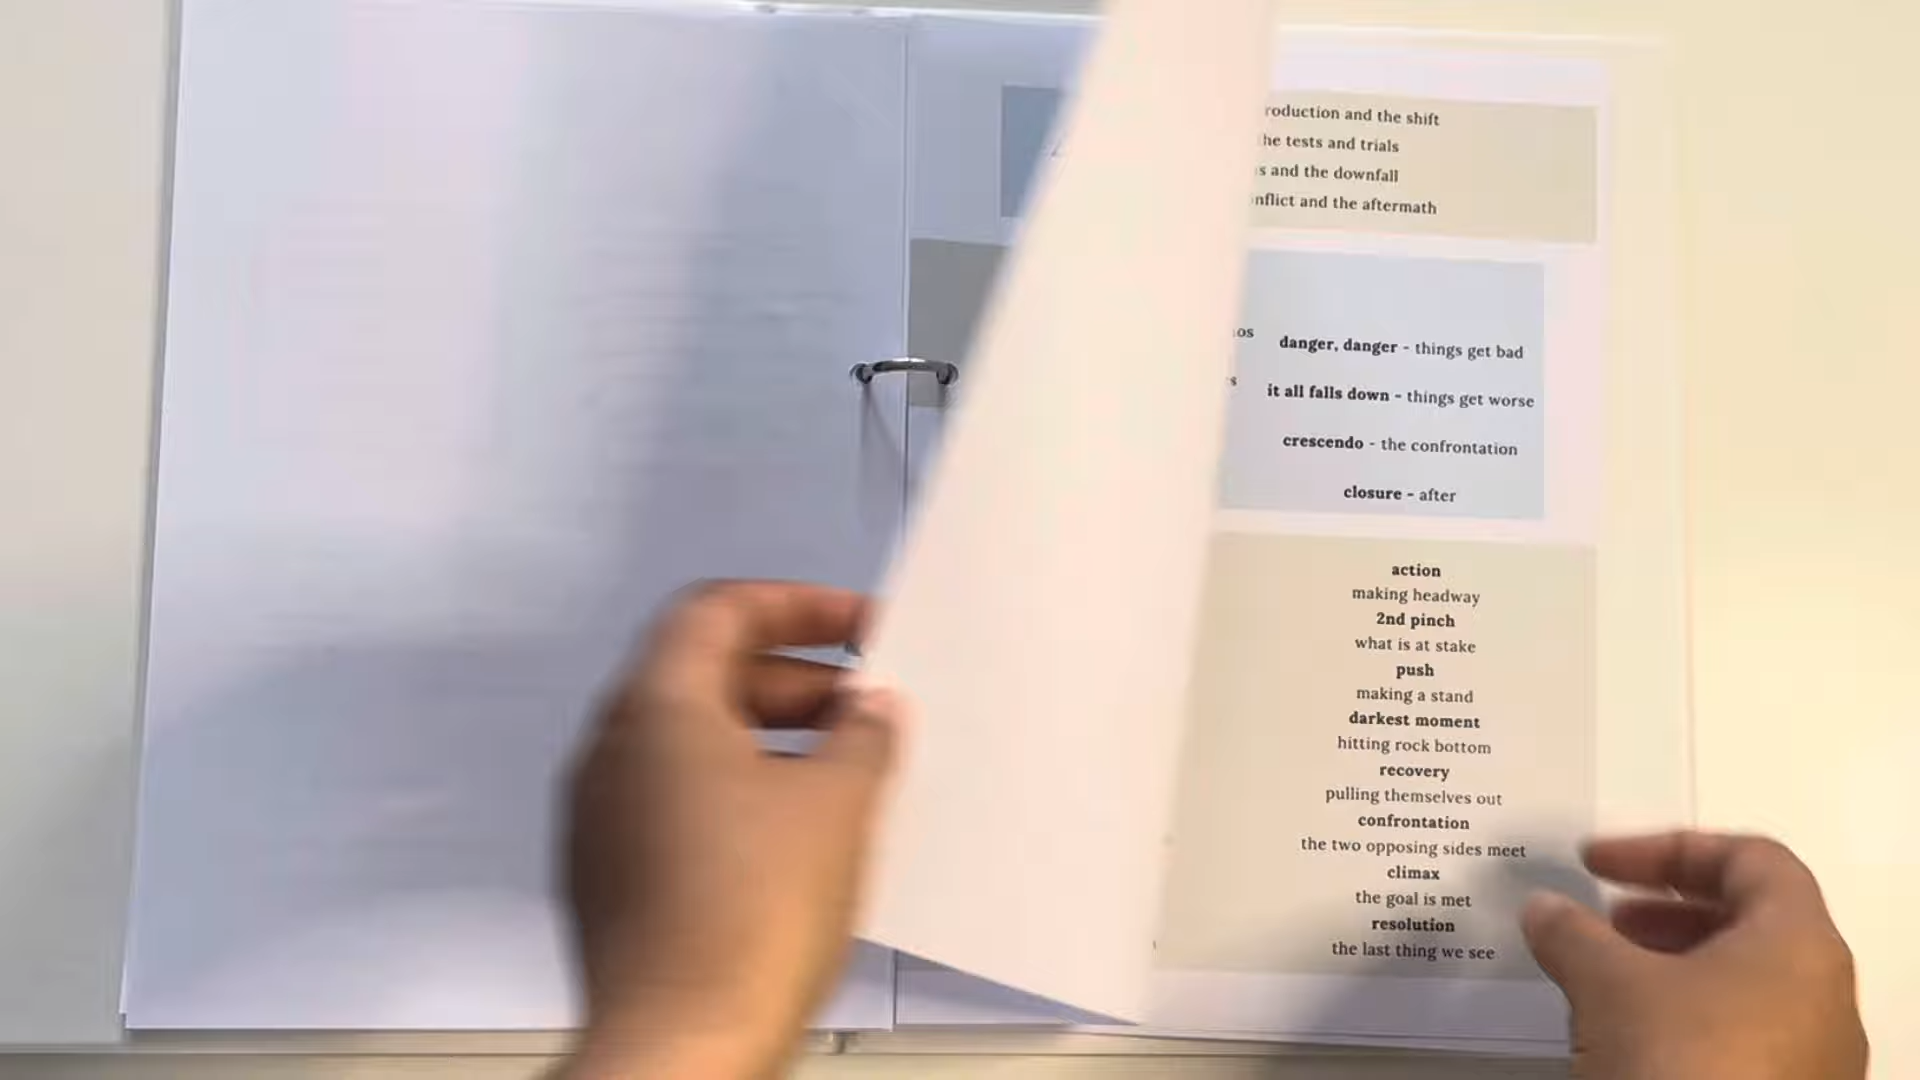 and the shift
tests and trials
and the downfall
and the aftermath
danger, danger - things get bad
it all falls down - things get worse
crescendo - the confrontation
closure - after
action
making headway
2nd pinch
what is at stake
push
making a stand
darkest moment
hitting rock bottom
recovery
pulling themselves out
confrontation
the two opposing sides meet
climax
the goal is met
resolution
the last thing we see